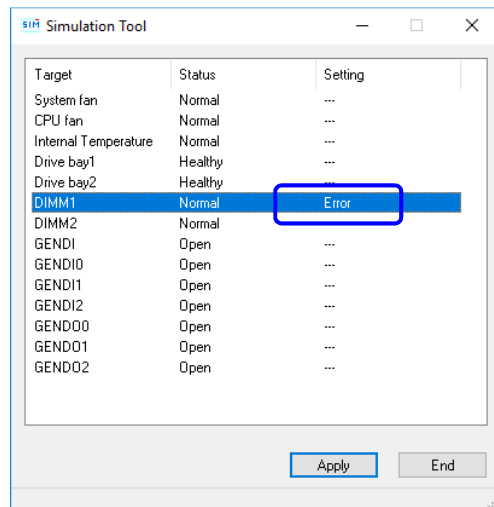 SIM Simulation Tool
Target Status Setting
System fan Normal ---
CPU fan Normal ---
Internal Temperature Normal ---
Drive bay1 Healthy ---
Drive bay2 Healthy ---
DIMM1 Normal Error
DIMM2 Normal
GENDI Open ---
GENDI0 Open ---
GENDI1 Open ---
GENDI2 Open ---
GENDO0 Open ---
GENDO1 Open ---
GENDO2 Open ---
Apply End